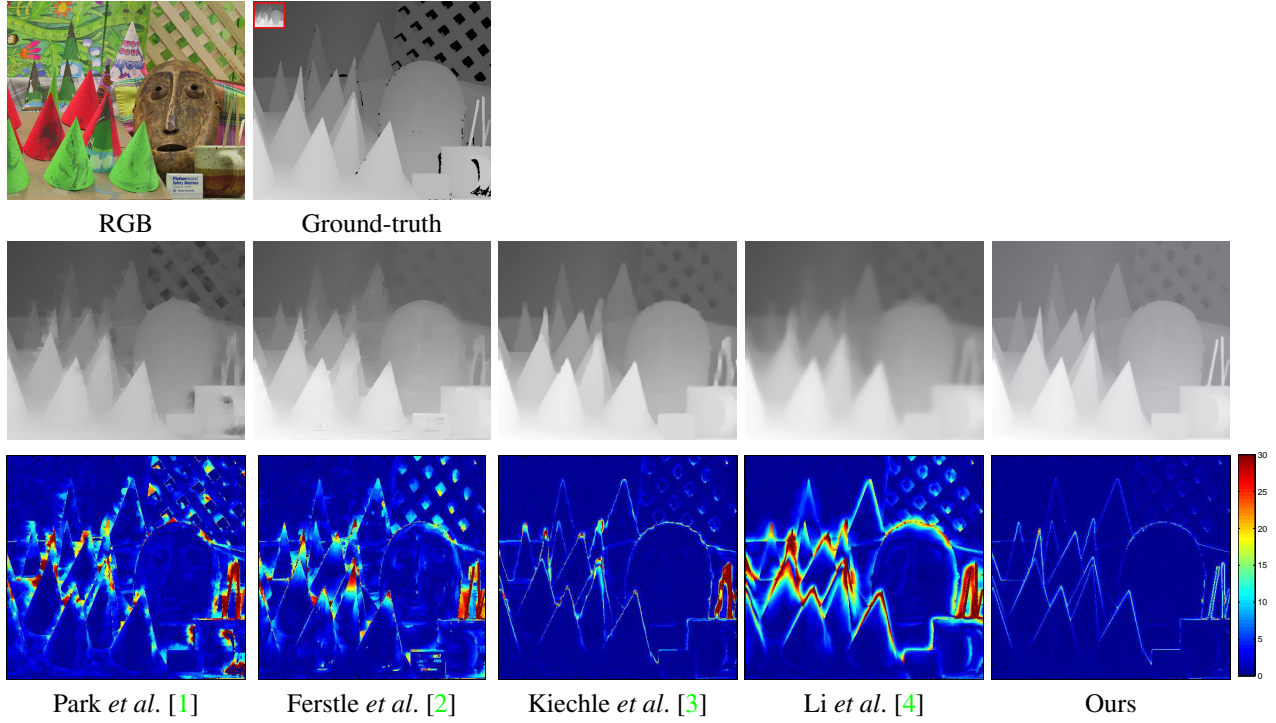 RGB
Ground-truth
30
25
20
15
10
5
0
Park et al. [1]
Ferstle et al. [2]
Kiechle et al. [3]
Li et al. [4]
Ours